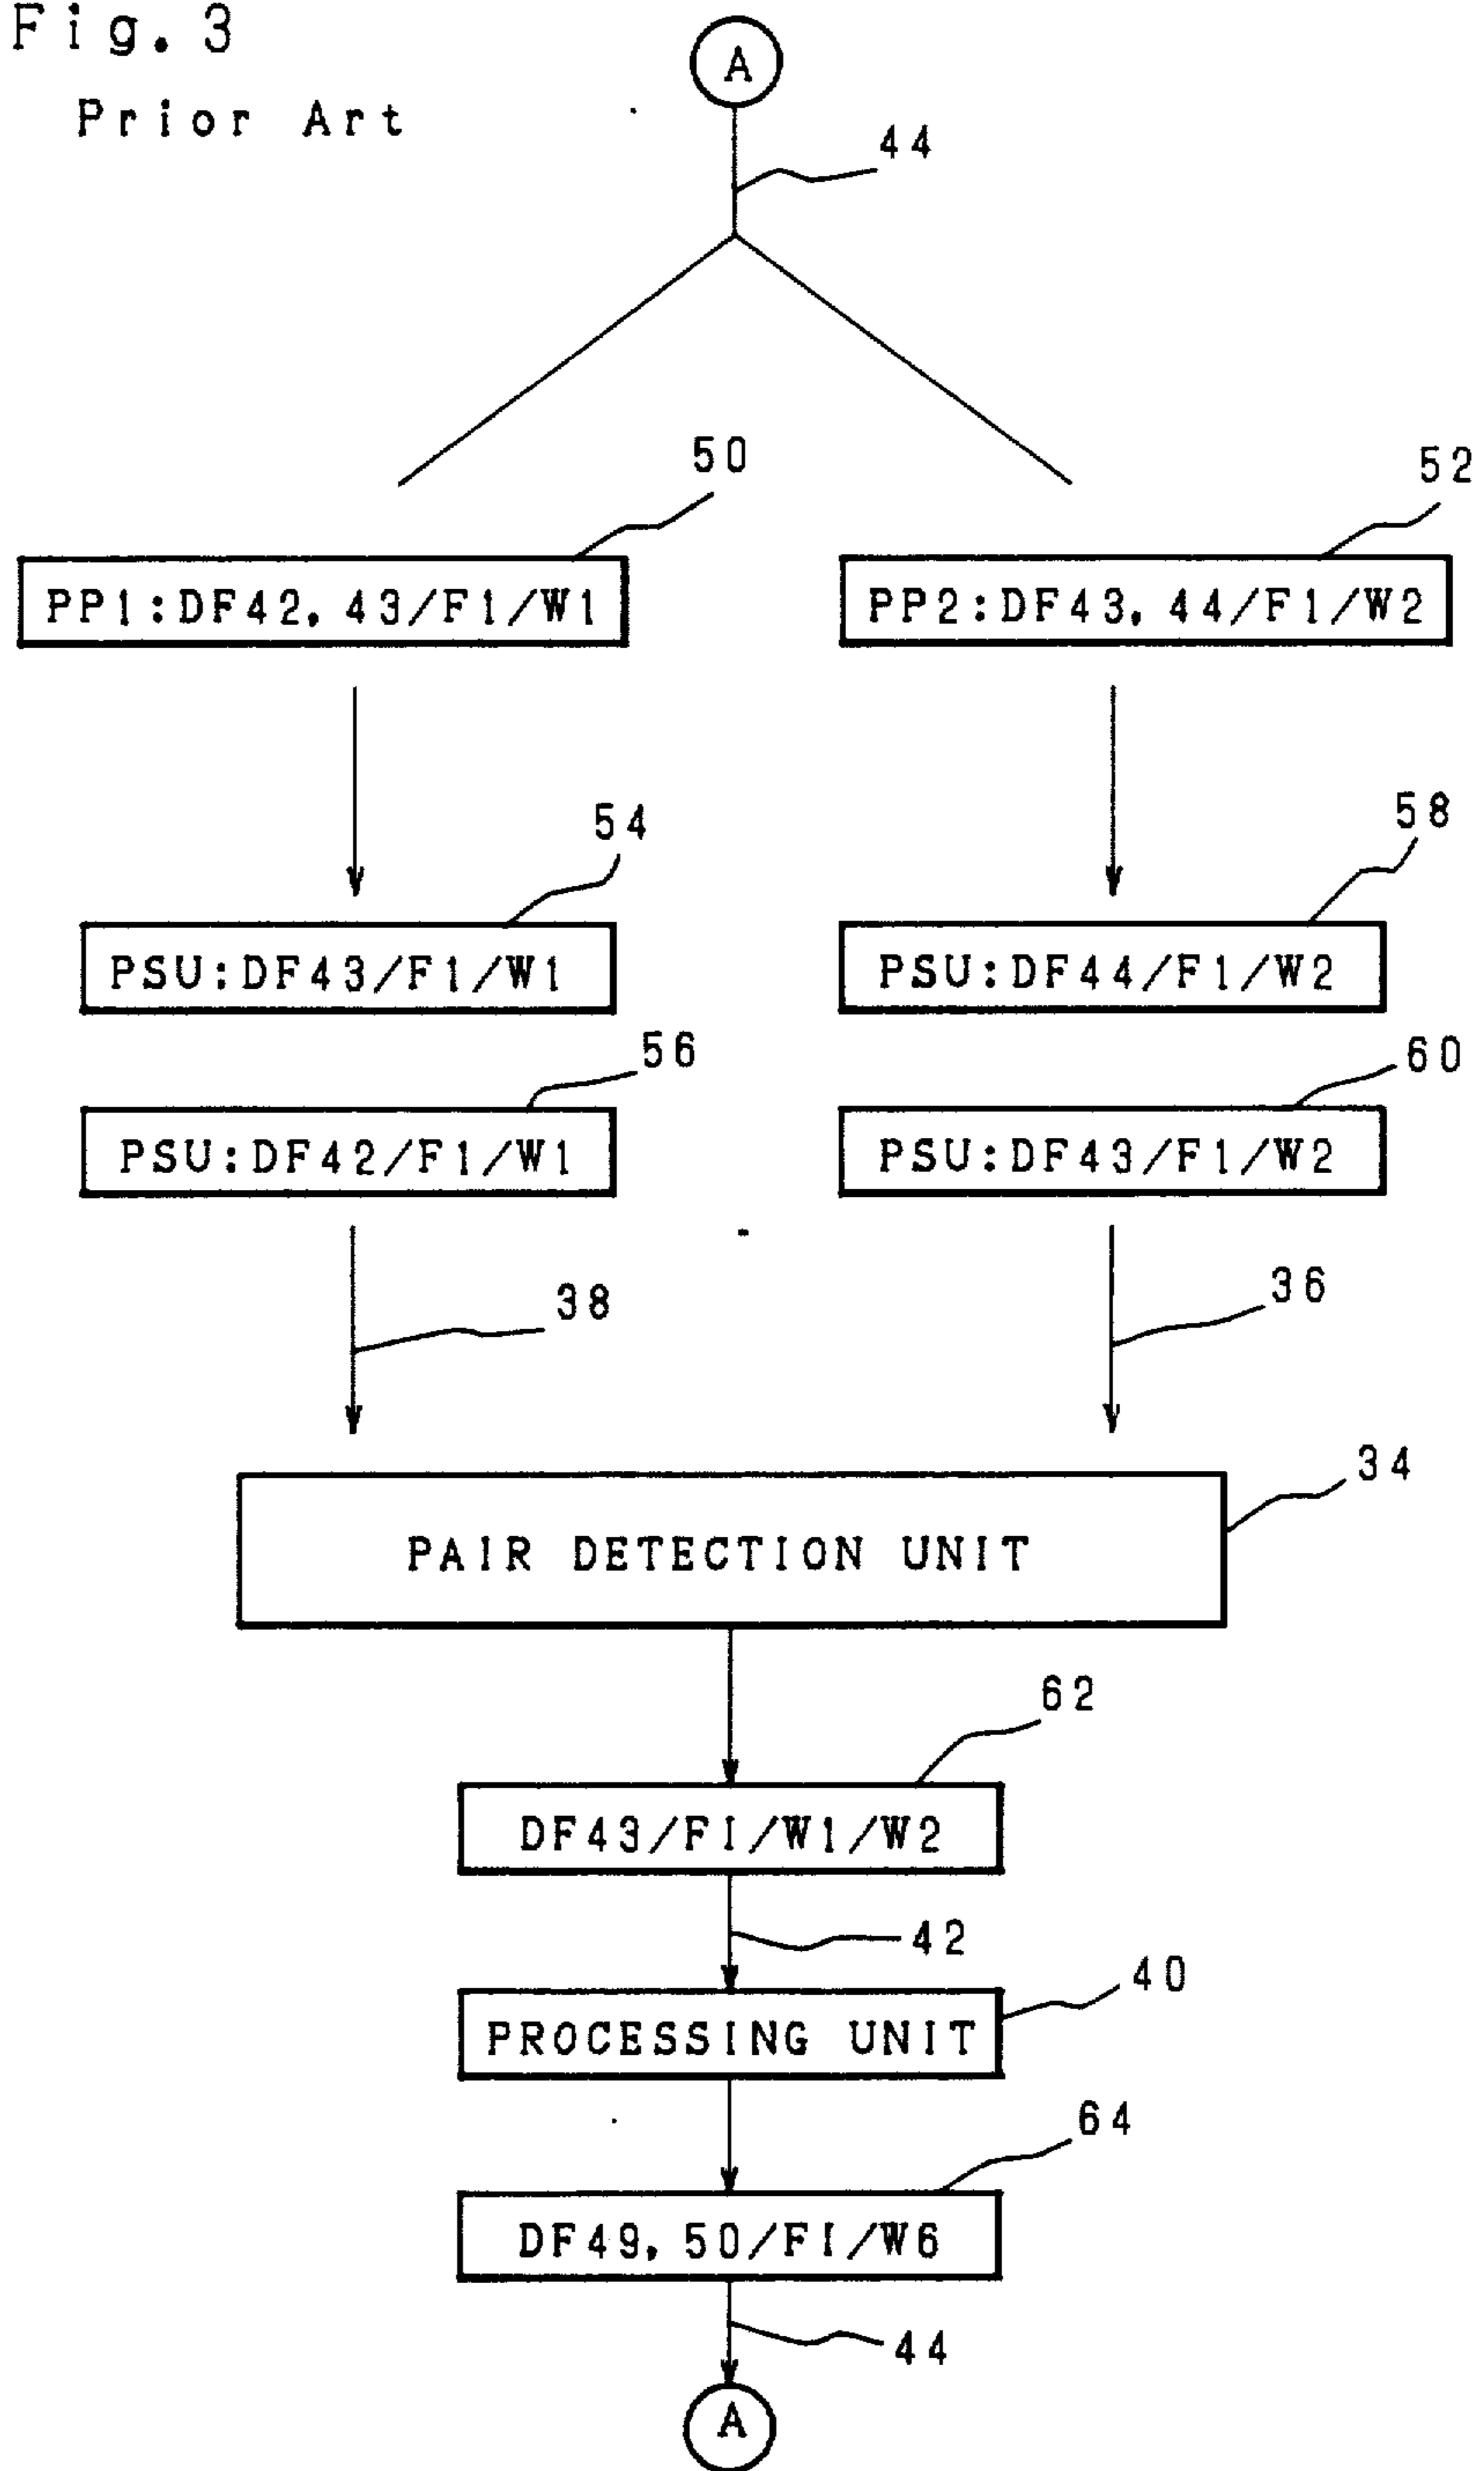 Fig. 3
Prior Art
A
44
50
52
PP1:DF42, 43/F1/W1
PP2:DF43, 44/F1/W2
54
58
PSU:DF43/F1/W1
PSU:DF44/F1/W2
56
60
PSU:DF42/F1/W1
PSU:DF43/F1/W2
38
36
34
PAIR DETECTION UNIT
62
DF43/FI/W1/W2
42
40
PROCESSING UNIT
64
DF49, 50/FI/W6
44
A